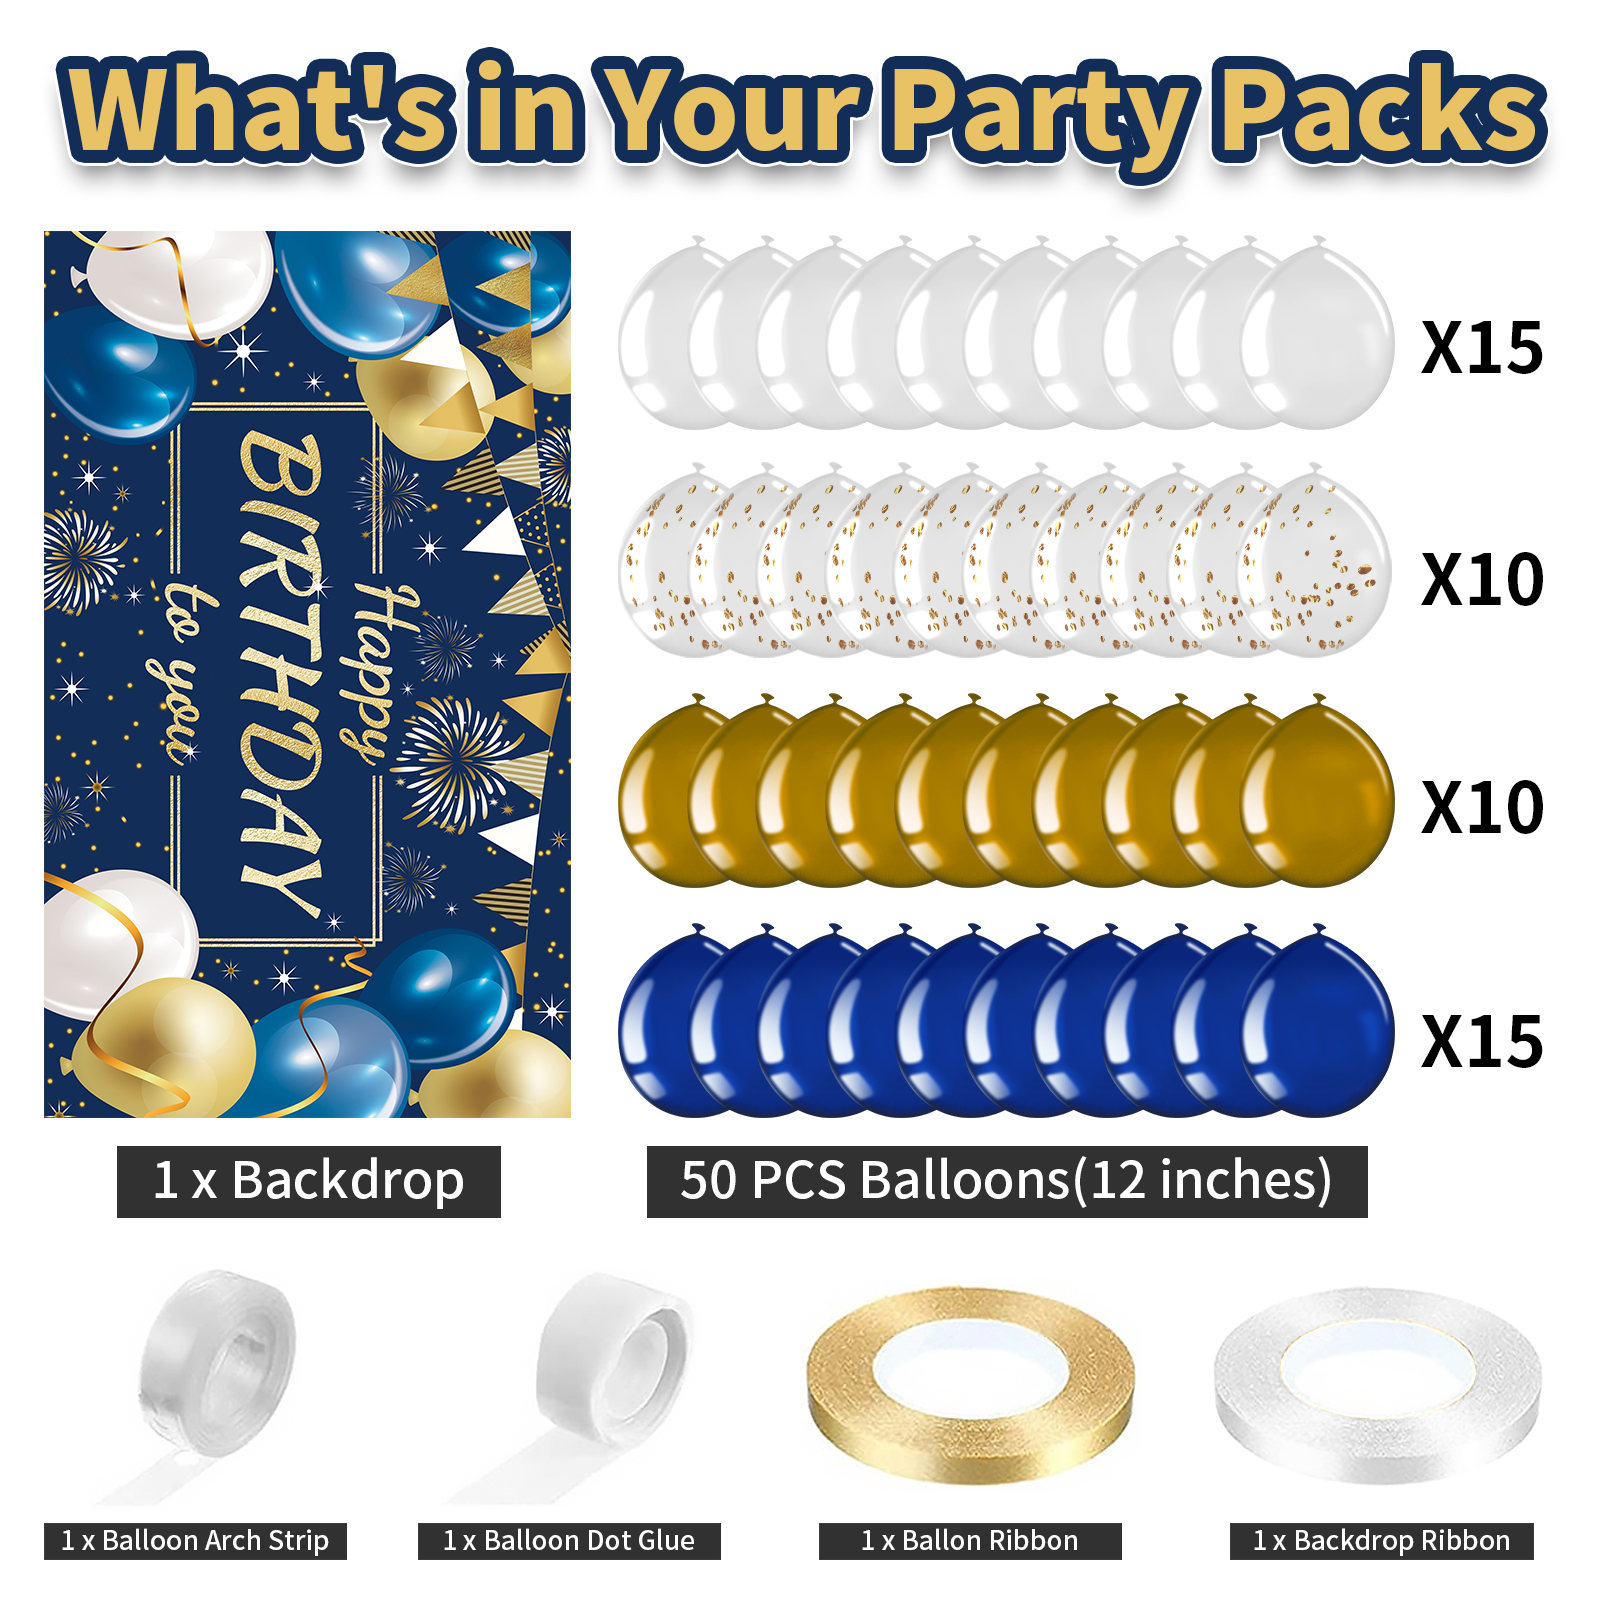 What's in Your Party Packs
Happy
BIRTHDAY
to you
X15
X10
X10
X15
1 x Backdrop
50 PCS Balloons(12 inches)
1 x Balloon Arch Strip
1 x Balloon Dot Glue
1 x Ballon Ribbon
1 x Backdrop Ribbon